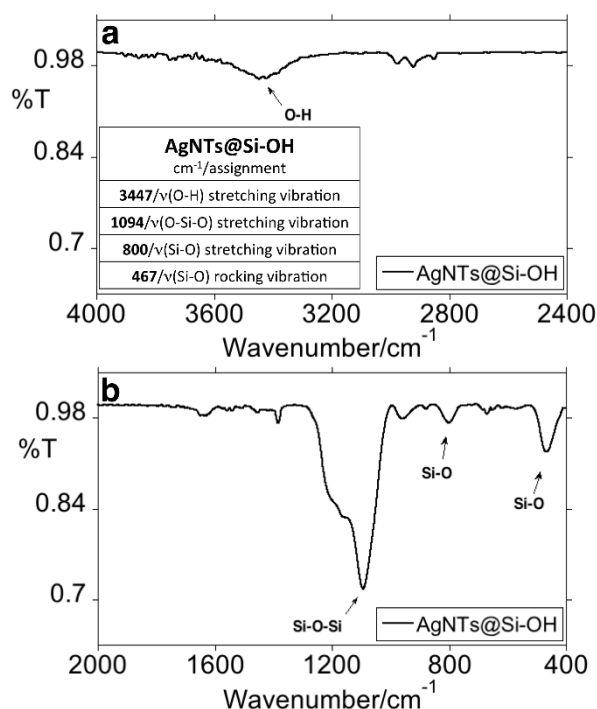 a
0.98
%T
0.84
0.7
O-H
AgNTs@Si-OH
cm⁻¹/assignment
3447/ν(O-H) stretching vibration
1094/ν(O-Si-O) stretching vibration
800/ν(Si-O) stretching vibration
467/ν(Si-O) rocking vibration
AgNTs@Si-OH
4000 3600 3200 2800 2400
Wavenumber/cm⁻¹
b
0.98
%T
0.84
0.7
Si-O
Si-O
Si-O-Si
AgNTs@Si-OH
2000 1600 1200 800 400
Wavenumber/cm⁻¹